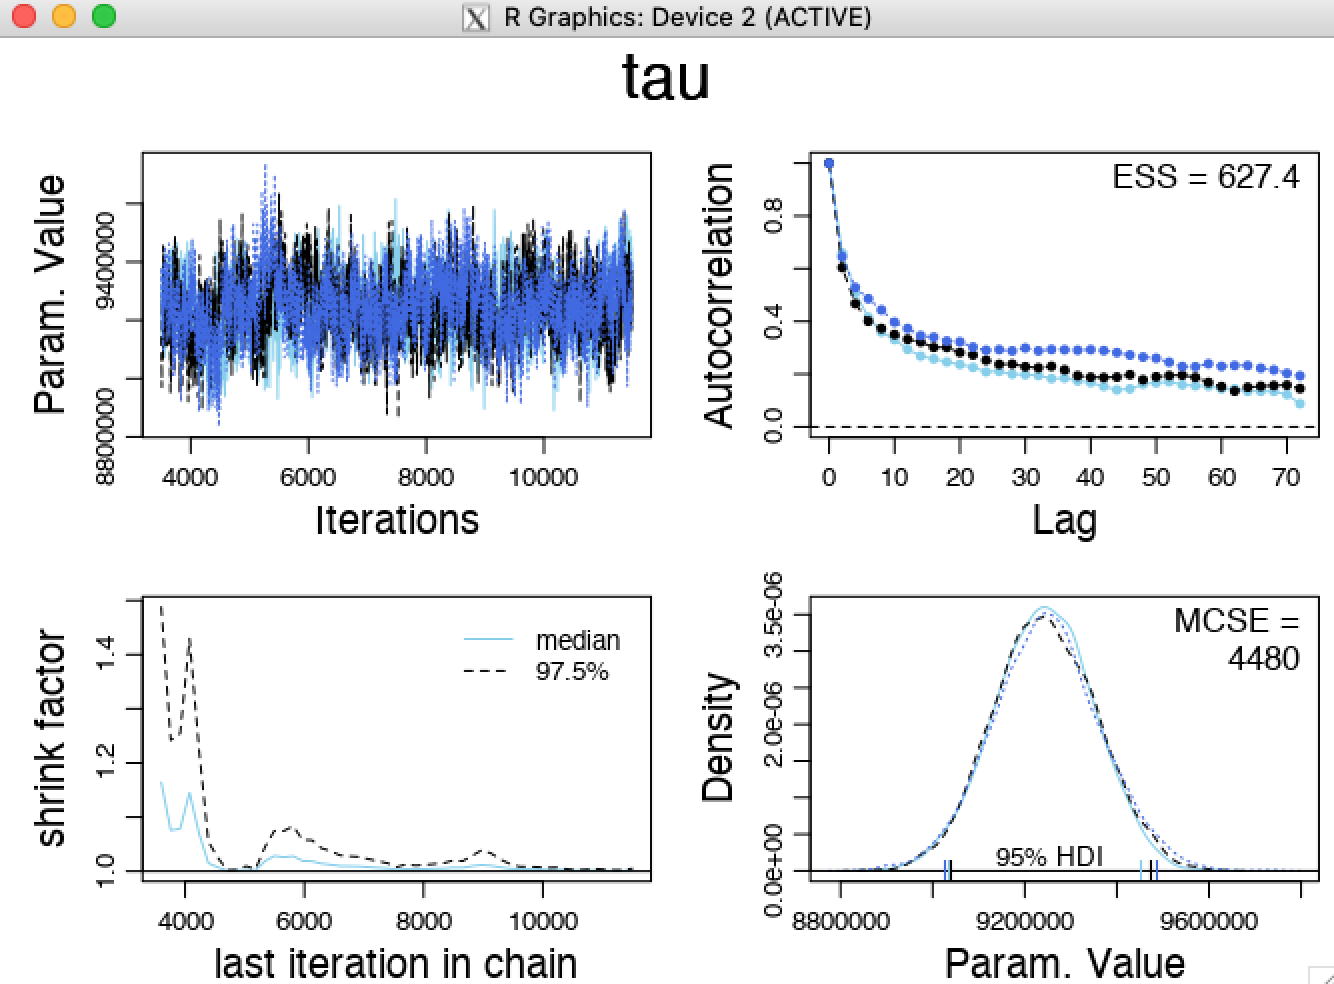 R Graphics: Device 2 (ACTIVE)
tau
Param. Value
8800000
9400000
4000
6000
8000
10000
Iterations
Autocorrelation
0.0
0.4
0.8
ESS = 627.4
0
10
20
30
40
50
60
70
Lag
shrink factor
1.0
1.2
1.4
median
97.5%
4000
6000
8000
10000
last iteration in chain
Density
0.0e+00
2.0e-06
3.5e-06
MCSE =
4480
95% HDI
8800000
9200000
9600000
Param. Value